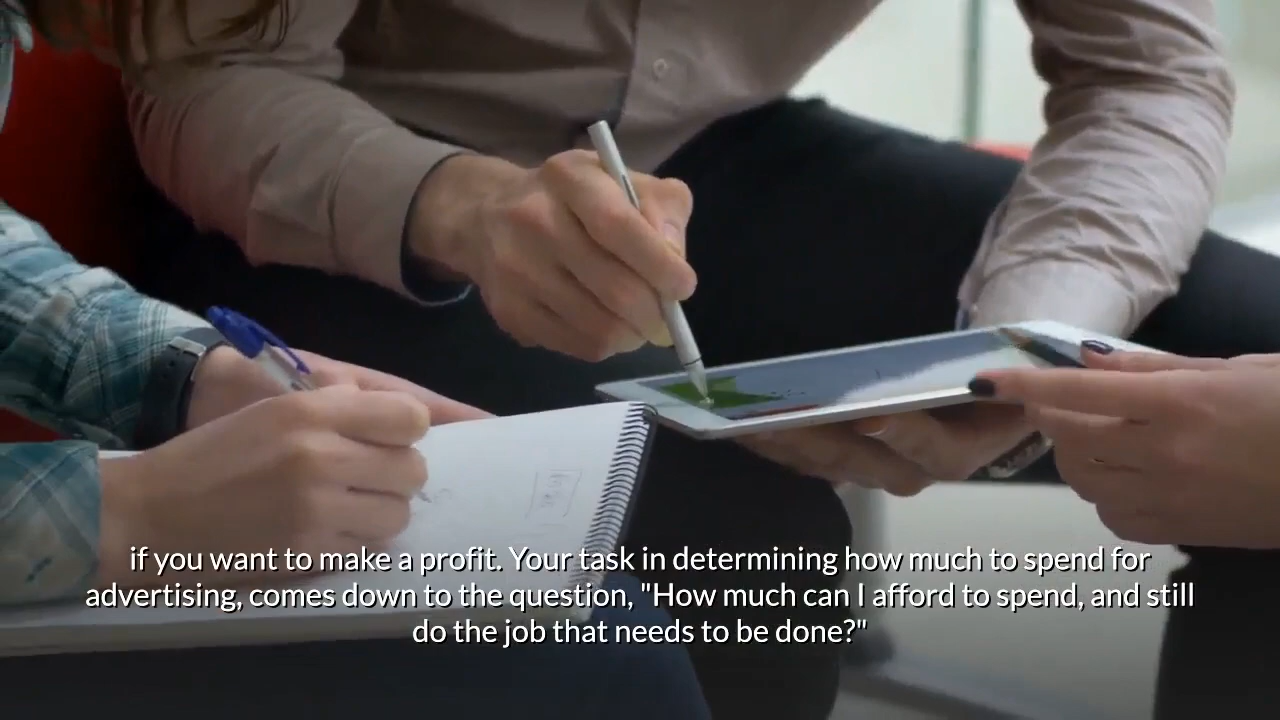 if you want to make a profit. Your task in determining how much to spend for
advertising, comes down to the question, "How much can I afford to spend, and still
do the job that needs to be done?"